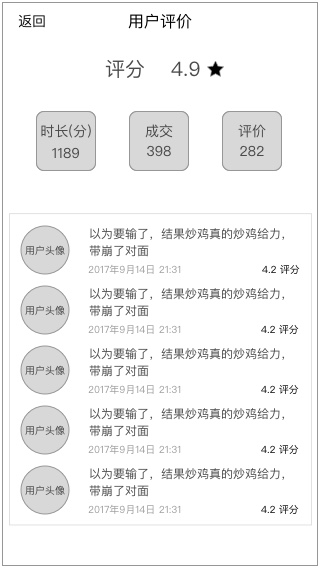 返回 用户评价
评分 4.9 ★
时长(分) 成交 评价
1189 398 282
用户头像
以为要输了，结果炒鸡真的炒鸡给力，
带崩了对面
2017年9月14日 21:31 4.2 评分
用户头像
以为要输了，结果炒鸡真的炒鸡给力，
带崩了对面
2017年9月14日 21:31 4.2 评分
用户头像
以为要输了，结果炒鸡真的炒鸡给力，
带崩了对面
2017年9月14日 21:31 4.2 评分
用户头像
以为要输了，结果炒鸡真的炒鸡给力，
带崩了对面
2017年9月14日 21:31 4.2 评分
用户头像
以为要输了，结果炒鸡真的炒鸡给力，
带崩了对面
2017年9月14日 21:31 4.2 评分